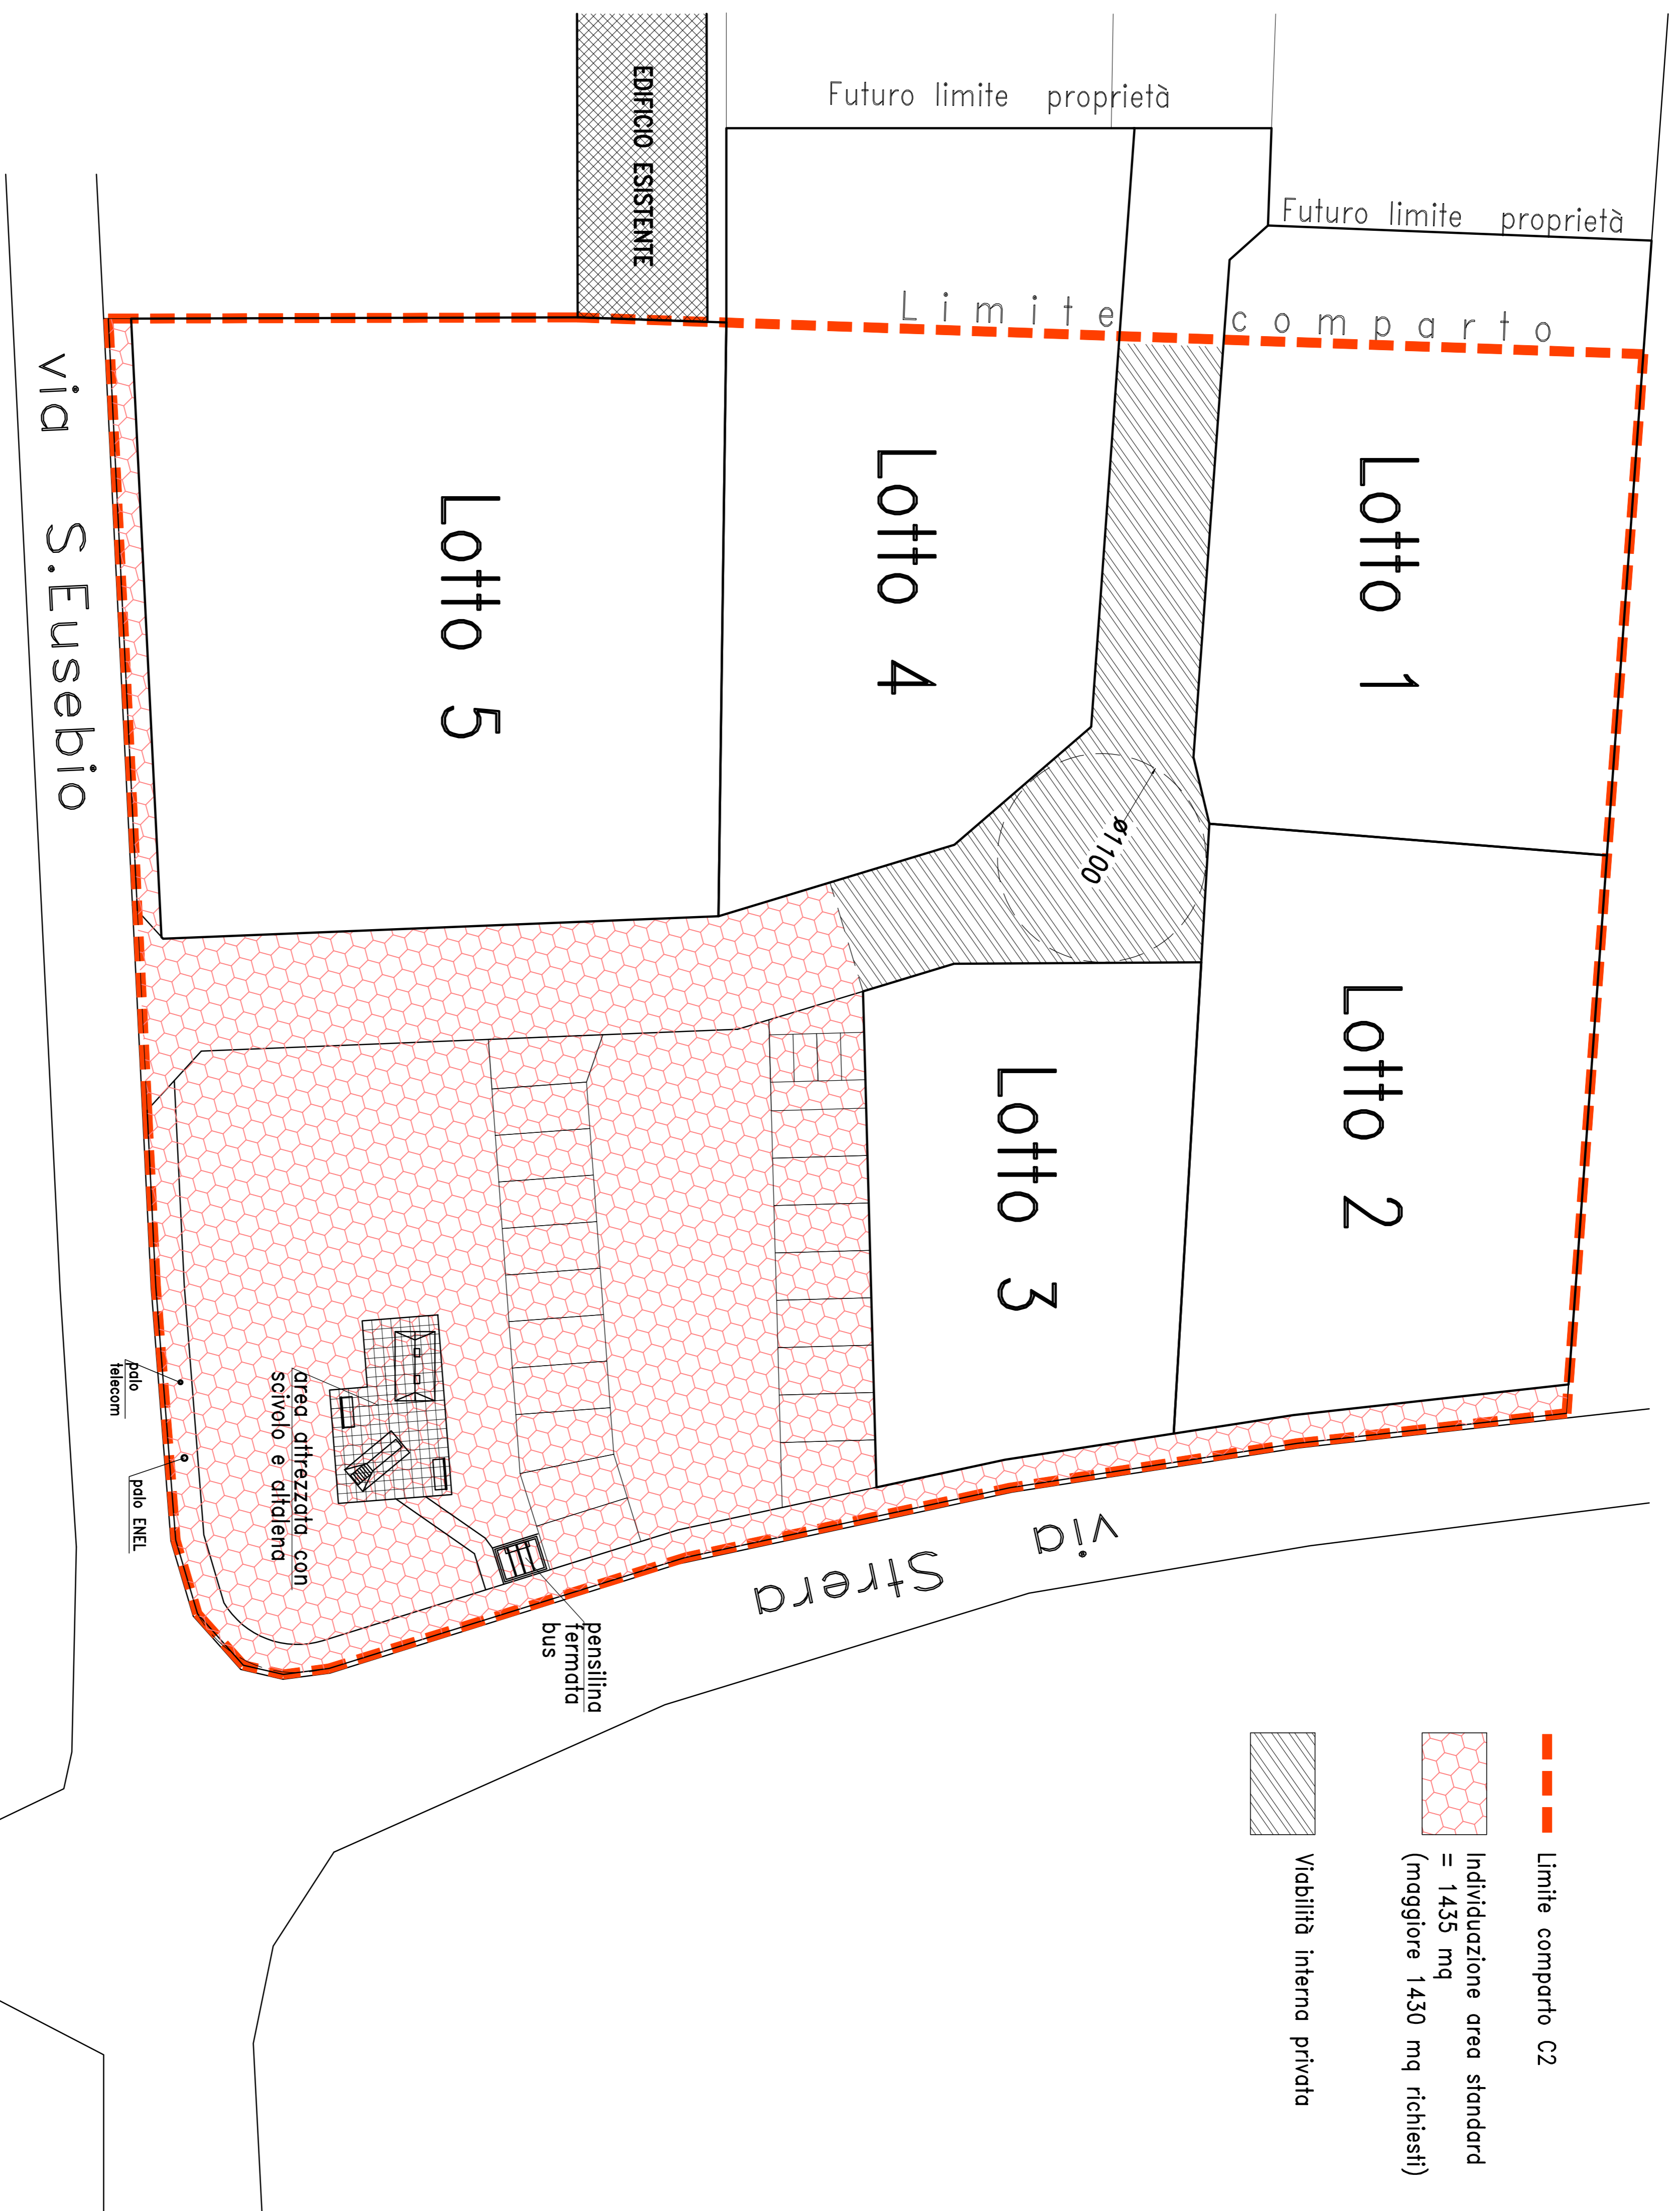 Futuro limite proprietà
Futuro limite proprietà
EDIFICIO ESISTENTE
Limite comparto
Lotto 1
Lotto 2
Lotto 3
Lotto 4
Lotto 5
ø1100
via S.Eusebio
via Strera
palo
telecom
palo ENEL
area attrezzata con
scivolo e altalena
pensilina
fermata
bus
Limite comparto C2
Individuazione area standard
= 1435 mq
(maggiore 1430 mq richiesti)
Viabilità interna privata